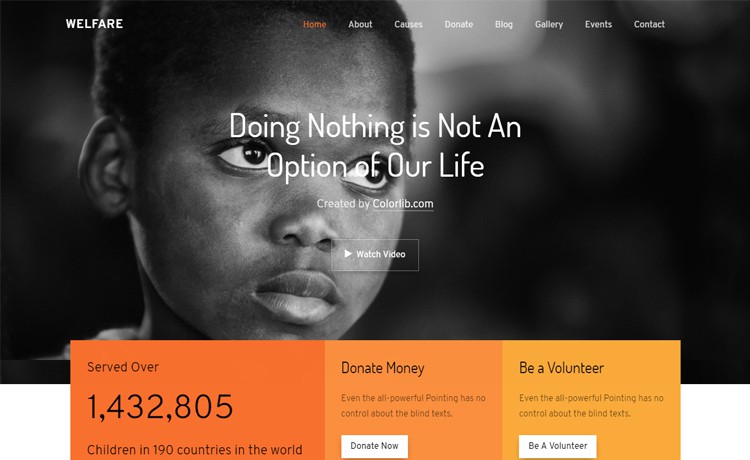 WELFARE
Home About Causes Donate Blog Gallery Events Contact
Doing Nothing is Not An
Option of Our Life
Created by Colorlib.com
Watch Video
Served Over
1,432,805
Children in 190 countries in the world
Donate Money
Even the all-powerful Pointing has no
control about the blind texts.
Donate Now
Be a Volunteer
Even the all-powerful Pointing has no
control about the blind texts.
Be A Volunteer